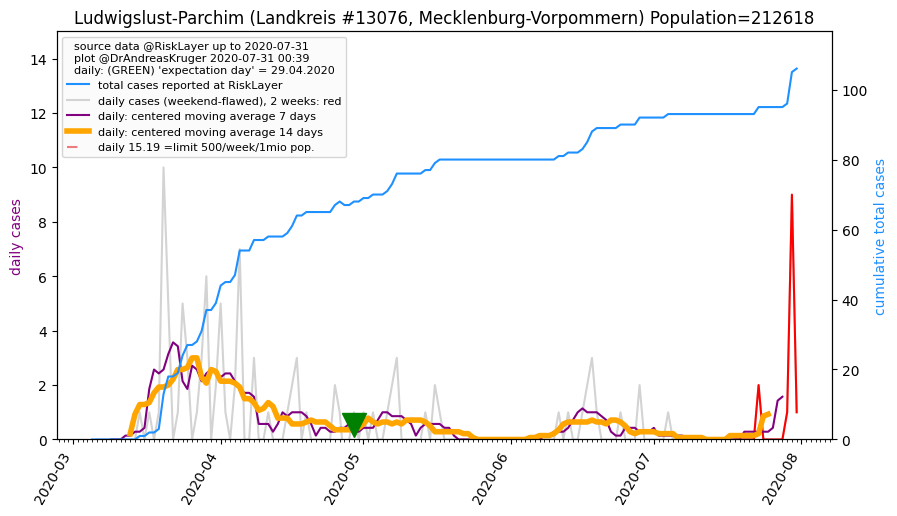 Ludwigslust-Parchim (Landkreis #13076, Mecklenburg-Vorpommern) Population=212618
source data @RiskLayer up to 2020-07-31
plot @DrAndreasKruger 2020-07-31 00:39
daily: (GREEN) 'expectation day' = 29.04.2020
total cases reported at RiskLayer
daily cases (weekend-flawed), 2 weeks: red
daily: centered moving average 7 days
daily: centered moving average 14 days
daily 15.19 =limit 500/week/1mio pop.
daily cases
14
12
10
8
6
4
2
0
100
80
60
40
20
0
cumulative total cases
2020-03
2020-04
2020-05
2020-06
2020-07
2020-08